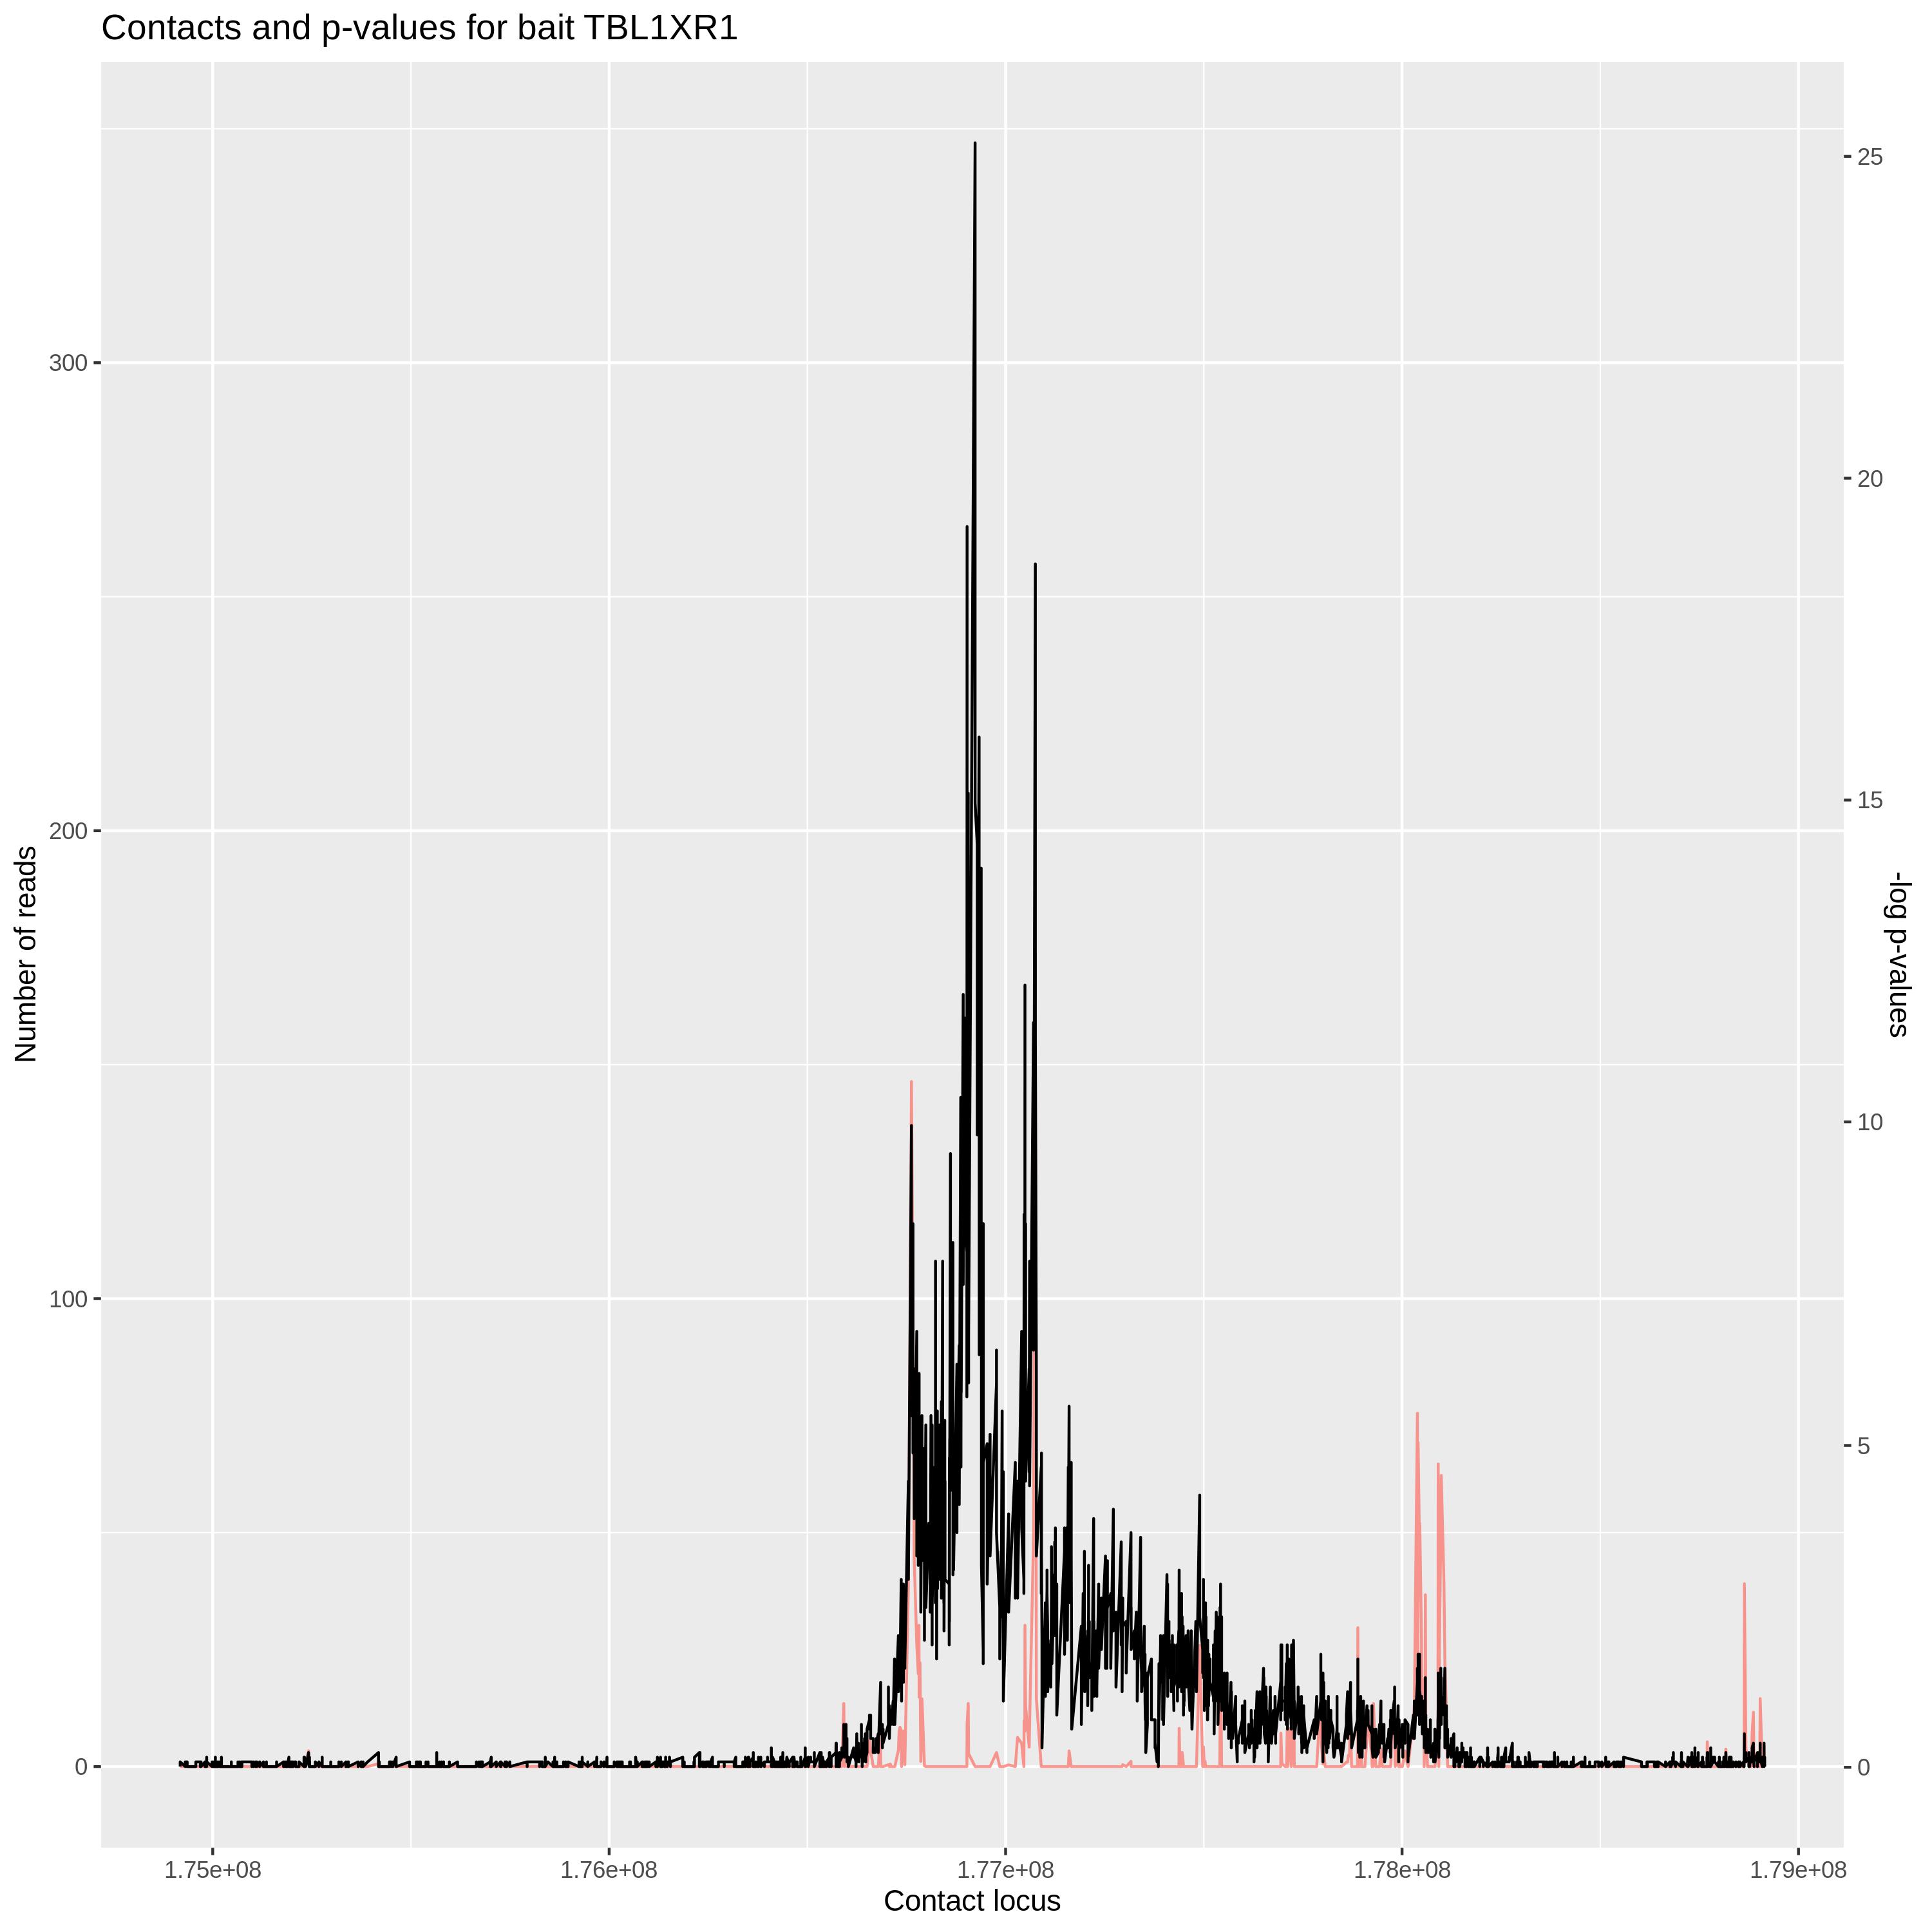 Contacts and p-values for bait TBL1XR1
Number of reads
300
200
100
0
25
20
15
10
5
0
-log p-values
1.75e+08
1.76e+08
1.77e+08
1.78e+08
1.79e+08
Contact locus